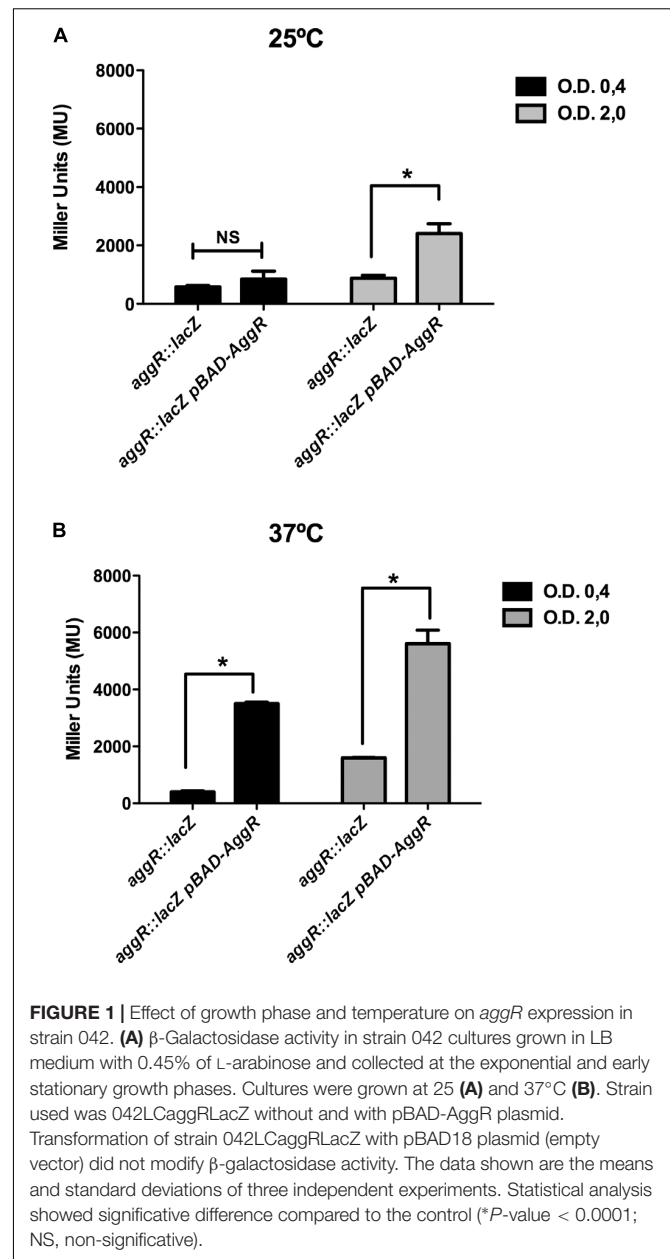 A
25ºC
8000
6000
4000
2000
0
Miller Units (MU)
NS
*
O.D. 0,4
O.D. 2,0
aggR::lacZ
aggR::lacZ pBAD-AggR
aggR::lacZ
aggR::lacZ pBAD-AggR
B
37ºC
8000
6000
4000
2000
0
Miller Units (MU)
*
*
O.D. 0,4
O.D. 2,0
aggR::lacZ
aggR::lacZ pBAD-AggR
aggR::lacZ
aggR::lacZ pBAD-AggR
FIGURE 1 | Effect of growth phase and temperature on aggR expression in
strain 042. (A) β-Galactosidase activity in strain 042 cultures grown in LB
medium with 0.45% of L-arabinose and collected at the exponential and early
stationary growth phases. Cultures were grown at 25 (A) and 37°C (B). Strain
used was 042LCaggRLacZ without and with pBAD-AggR plasmid.
Transformation of strain 042LCaggRLacZ with pBAD18 plasmid (empty
vector) did not modify β-galactosidase activity. The data shown are the means
and standard deviations of three independent experiments. Statistical analysis
showed significative difference compared to the control (*P-value < 0.0001;
NS, non-significative).